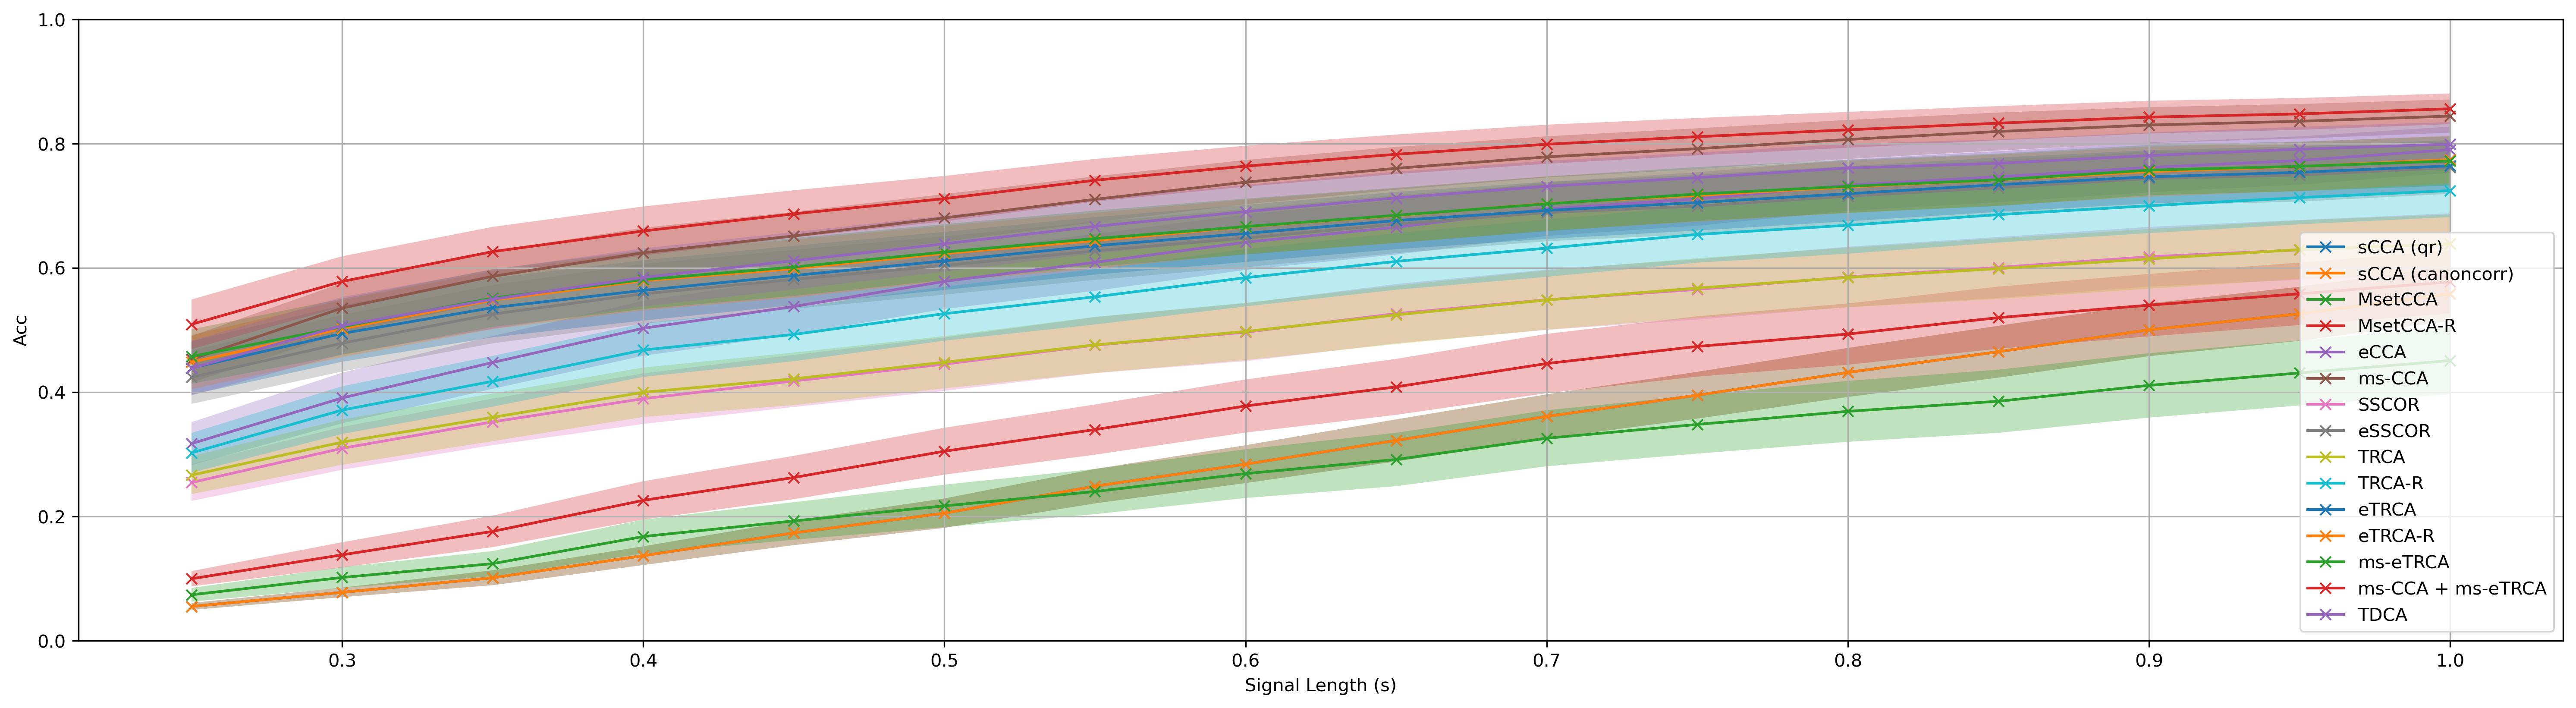 1.0
0.8
0.6
0.4
0.2
0.0
Acc
0.3 0.4 0.5 0.6 0.7 0.8 0.9 1.0
Signal Length (s)
sCCA (qr)
sCCA (canoncorr)
MsetCCA
MsetCCA-R
eCCA
ms-CCA
SSCOR
eSSCOR
TRCA
TRCA-R
eTRCA
eTRCA-R
ms-eTRCA
ms-CCA + ms-eTRCA
TDCA